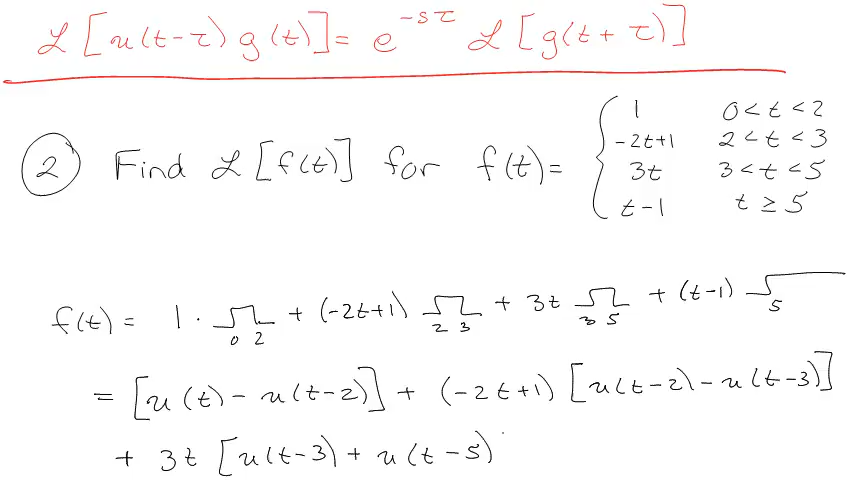 ℒ[u(t-τ) g(t)] = e^{-sτ} ℒ[g(t+τ)]
② Find ℒ[f(t)] for f(t) = { 1 0<t<2
-2t+1 2<t<3
3t 3<t<5
t-1 t ≥ 5
f(t) = 1 · 0 2 + (-2t+1) 2 3 + 3t 3 5 + (t-1) 5
= [u(t) - u(t-2)] + (-2t+1) [u(t-2) - u(t-3)]
+ 3t [u(t-3) + u(t-5)